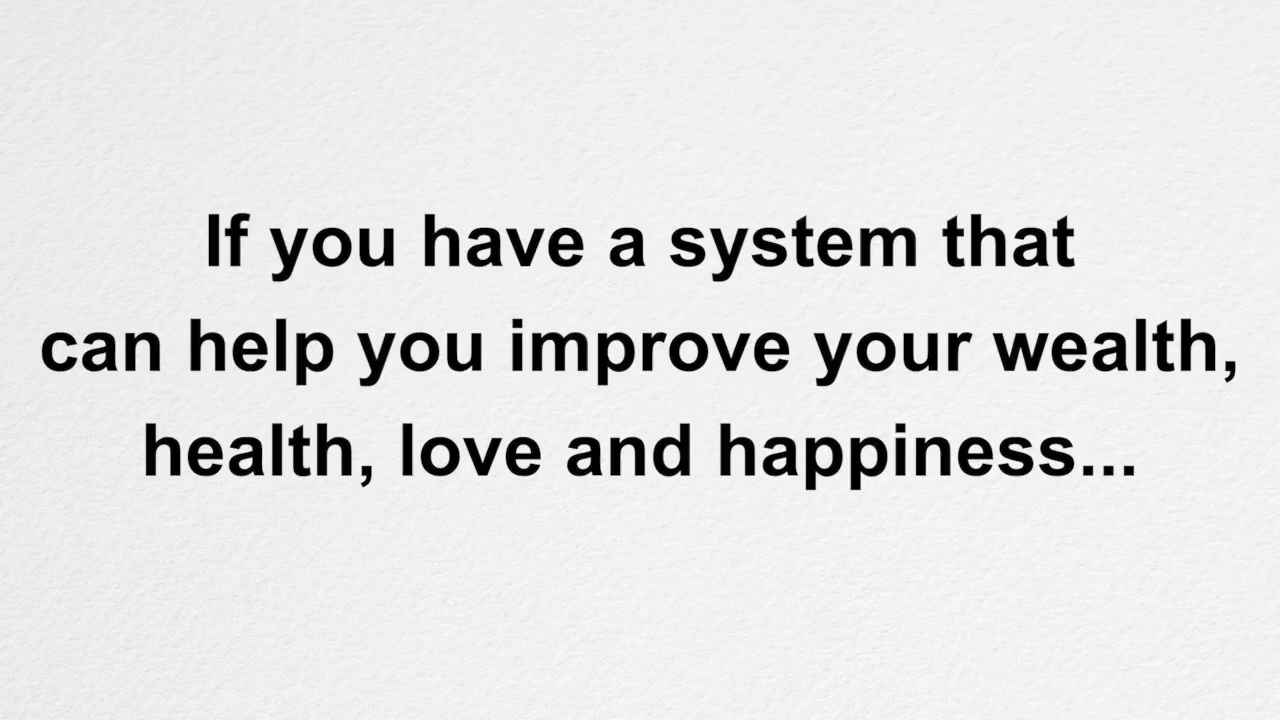 If you have a system that
can help you improve your wealth,
health, love and happiness...